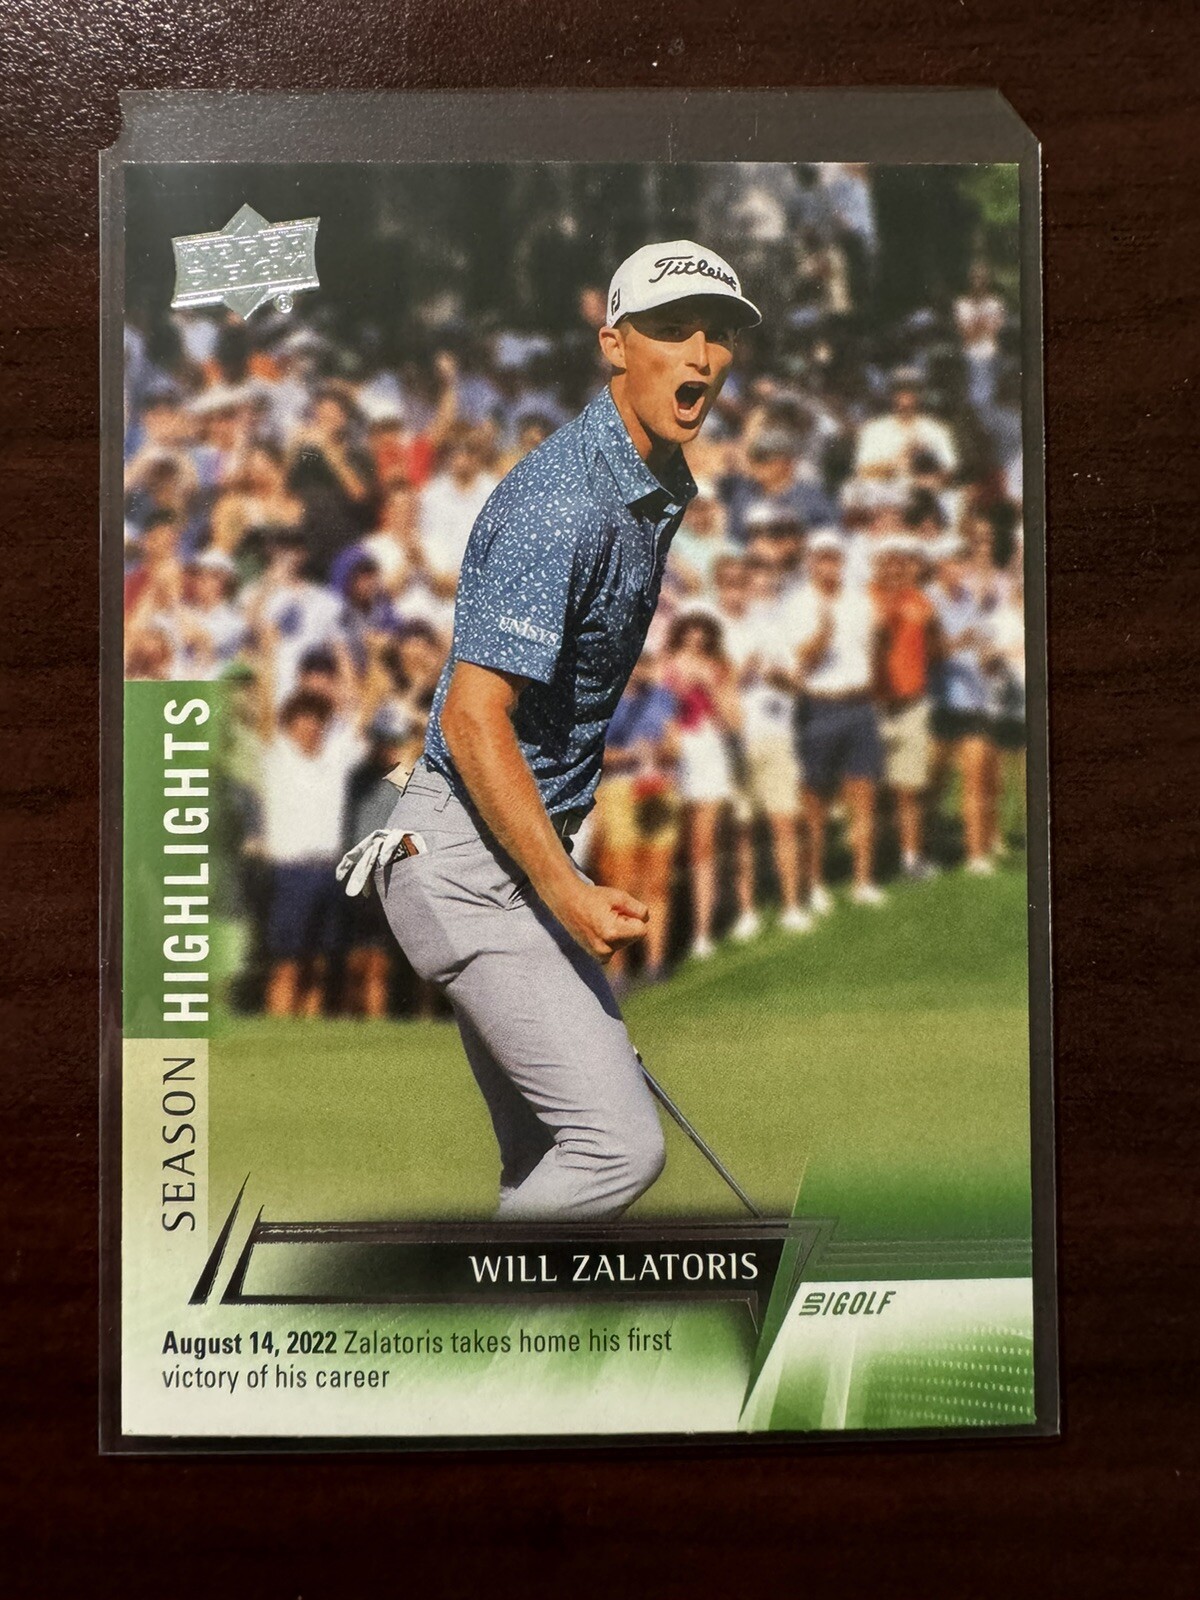 UPPER
DECK
Titleist
FJ
UNISYS
SEASON HIGHLIGHTS
WILL ZALATORIS
UD/GOLF
August 14, 2022 Zalatoris takes home his first
victory of his career